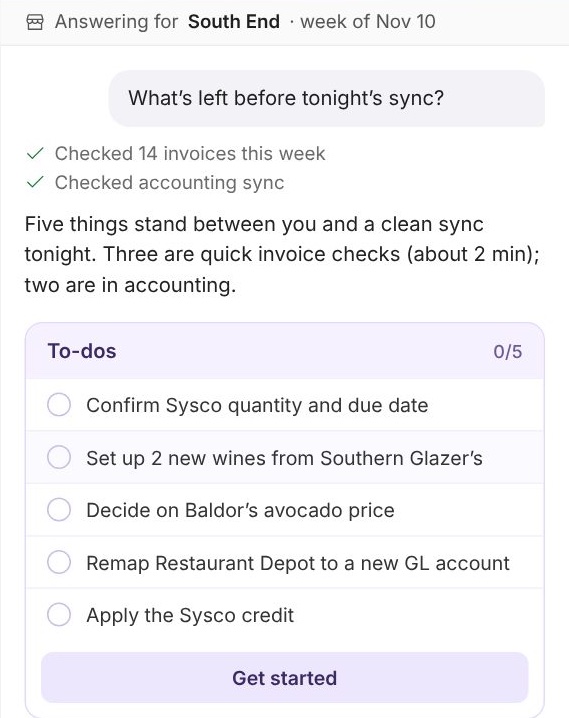 Answering for South End · week of Nov 10
What’s left before tonight’s sync?
Checked 14 invoices this week
Checked accounting sync
Five things stand between you and a clean sync
tonight. Three are quick invoice checks (about 2 min);
two are in accounting.
To-dos 0/5
Confirm Sysco quantity and due date
Set up 2 new wines from Southern Glazer’s
Decide on Baldor’s avocado price
Remap Restaurant Depot to a new GL account
Apply the Sysco credit
Get started